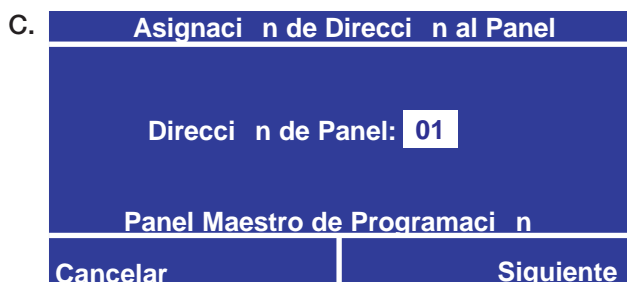 C.
Asignaci n de Direcci n al Panel
Direcci n de Panel: 01
Panel Maestro de Programaci n
Cancelar Siguiente